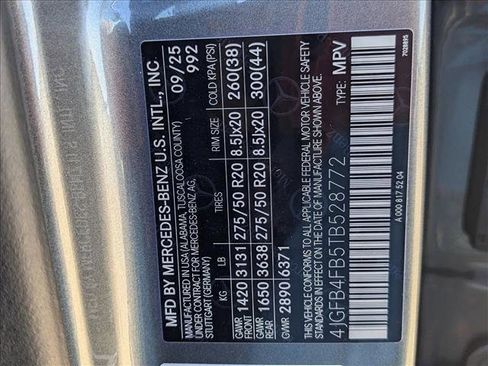 MFD BY MERCEDES-BENZ U.S. INTL., INC.
MADE IN USA (ALABAMA, TUSCALOOSA COUNTY) 09/25
UNDER CONTRACT FOR MERCEDES-BENZ AG, 992
STUTTGART (GERMANY)
KG LB TIRES RIM SIZE COLD KPA (PSI)
GAWR FRONT 1420 3131 275/50 R20 8.5Jx20 260(38)
GAWR REAR 1650 3638 275/50 R20 8.5Jx20 300(44)
GVWR 2890 6371
THIS VEHICLE CONFORMS TO ALL APPLICABLE FEDERAL MOTOR VEHICLE SAFETY
STANDARDS IN EFFECT ON THE DATE OF MANUFACTURE SHOWN ABOVE.
4JGFB4FB5TB528772 TYPE: MPV
A 000 817 52 04